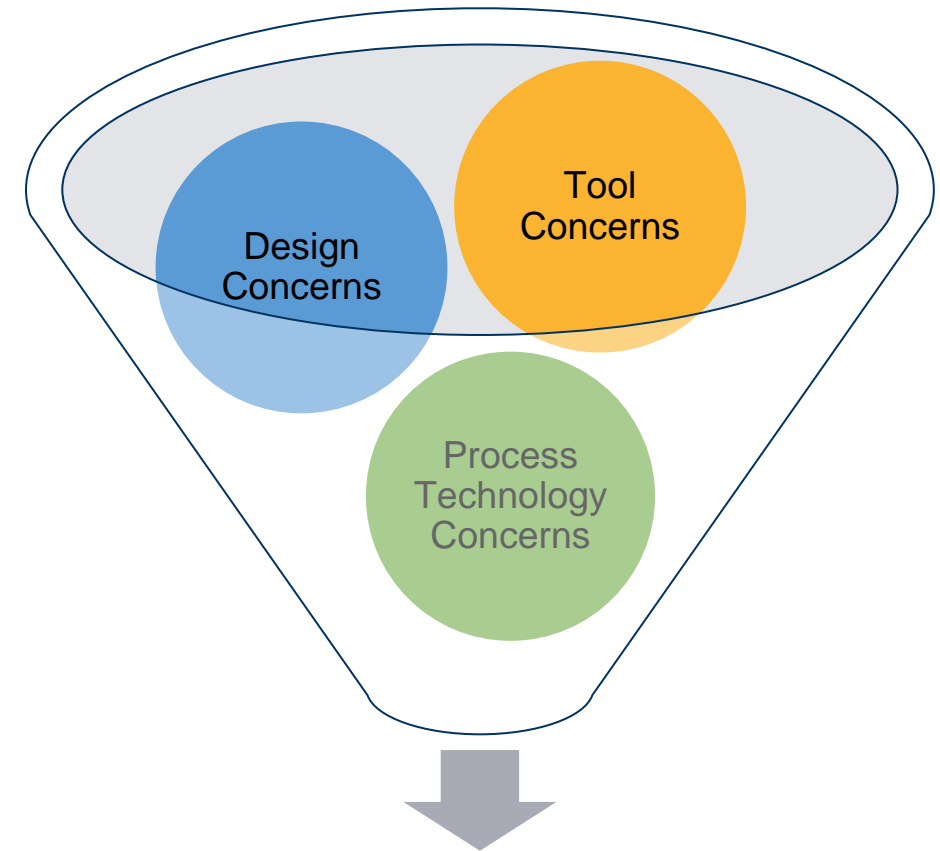 Tool
Concerns
Design
Concerns
Process
Technology
Concerns